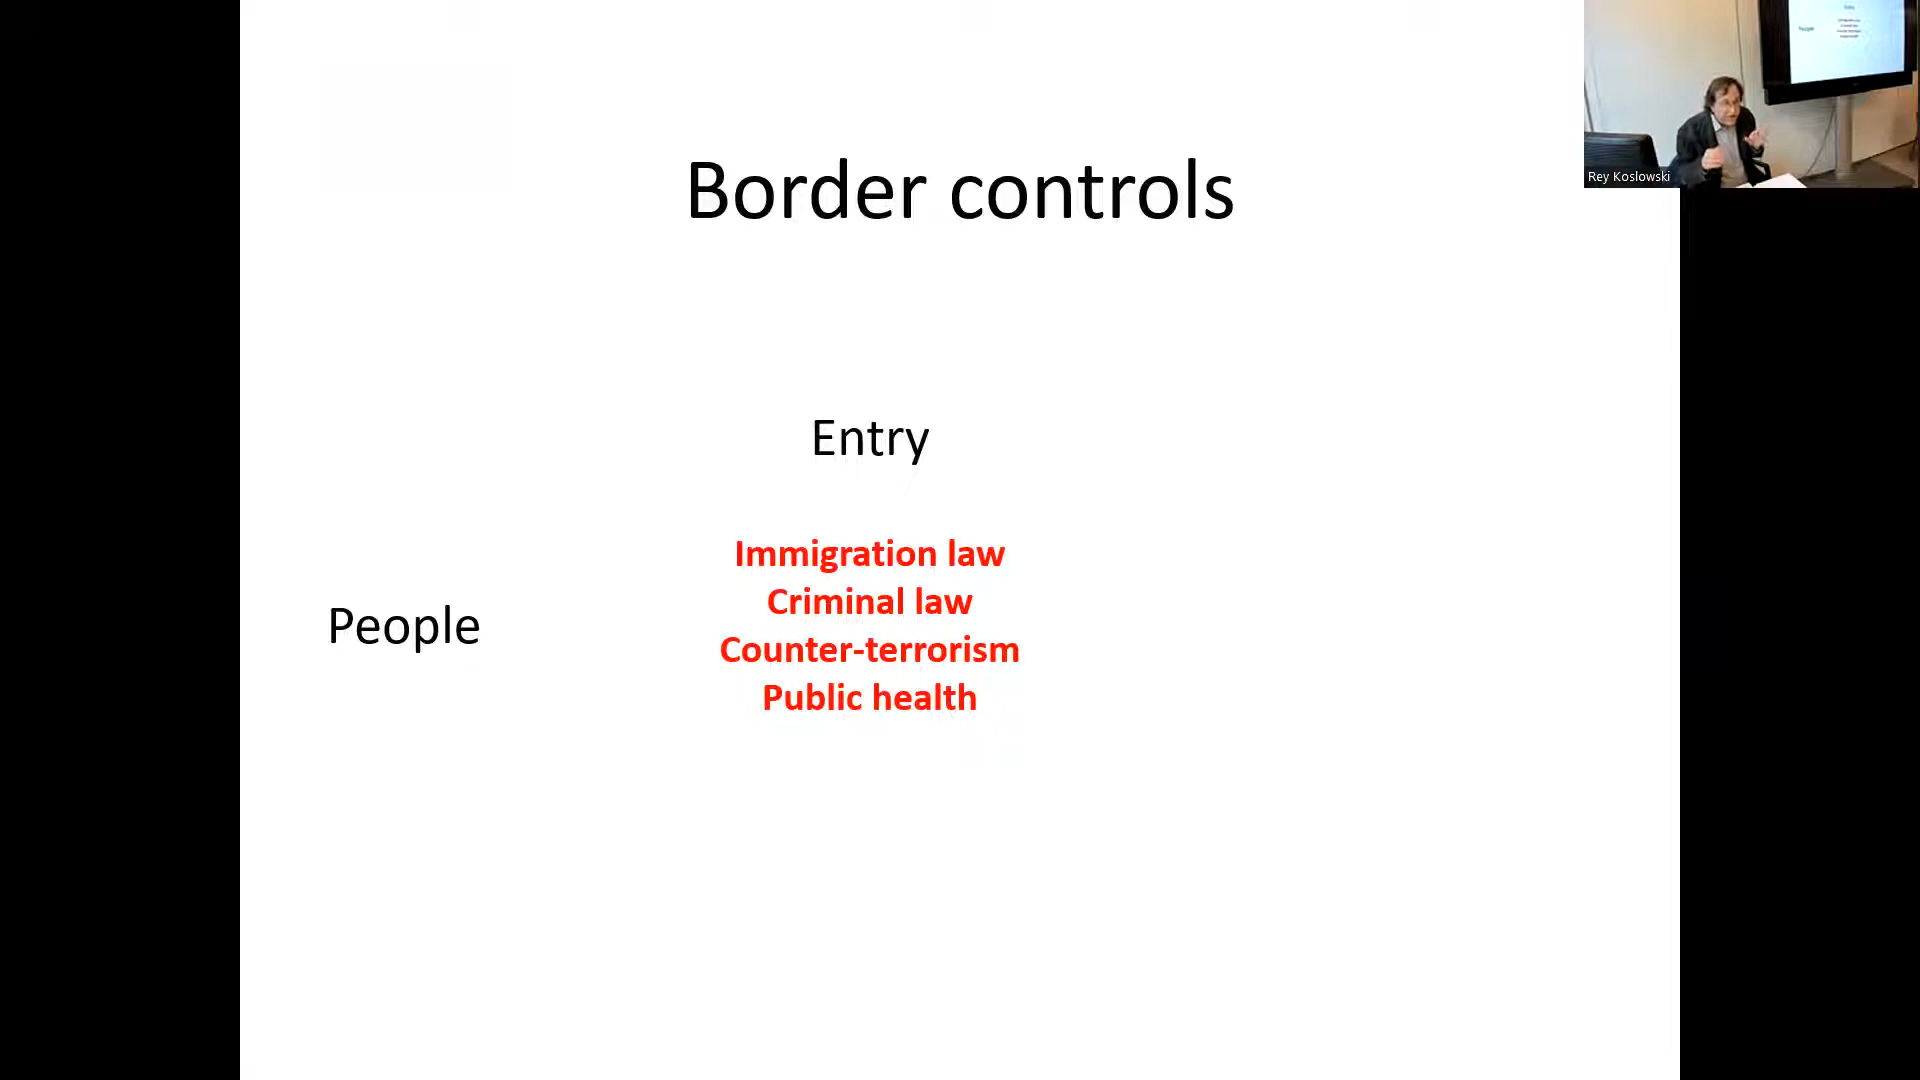 Border controls
Entry
Immigration law
Criminal law
People
Counter-terrorism
Public health
Rey Koslowski